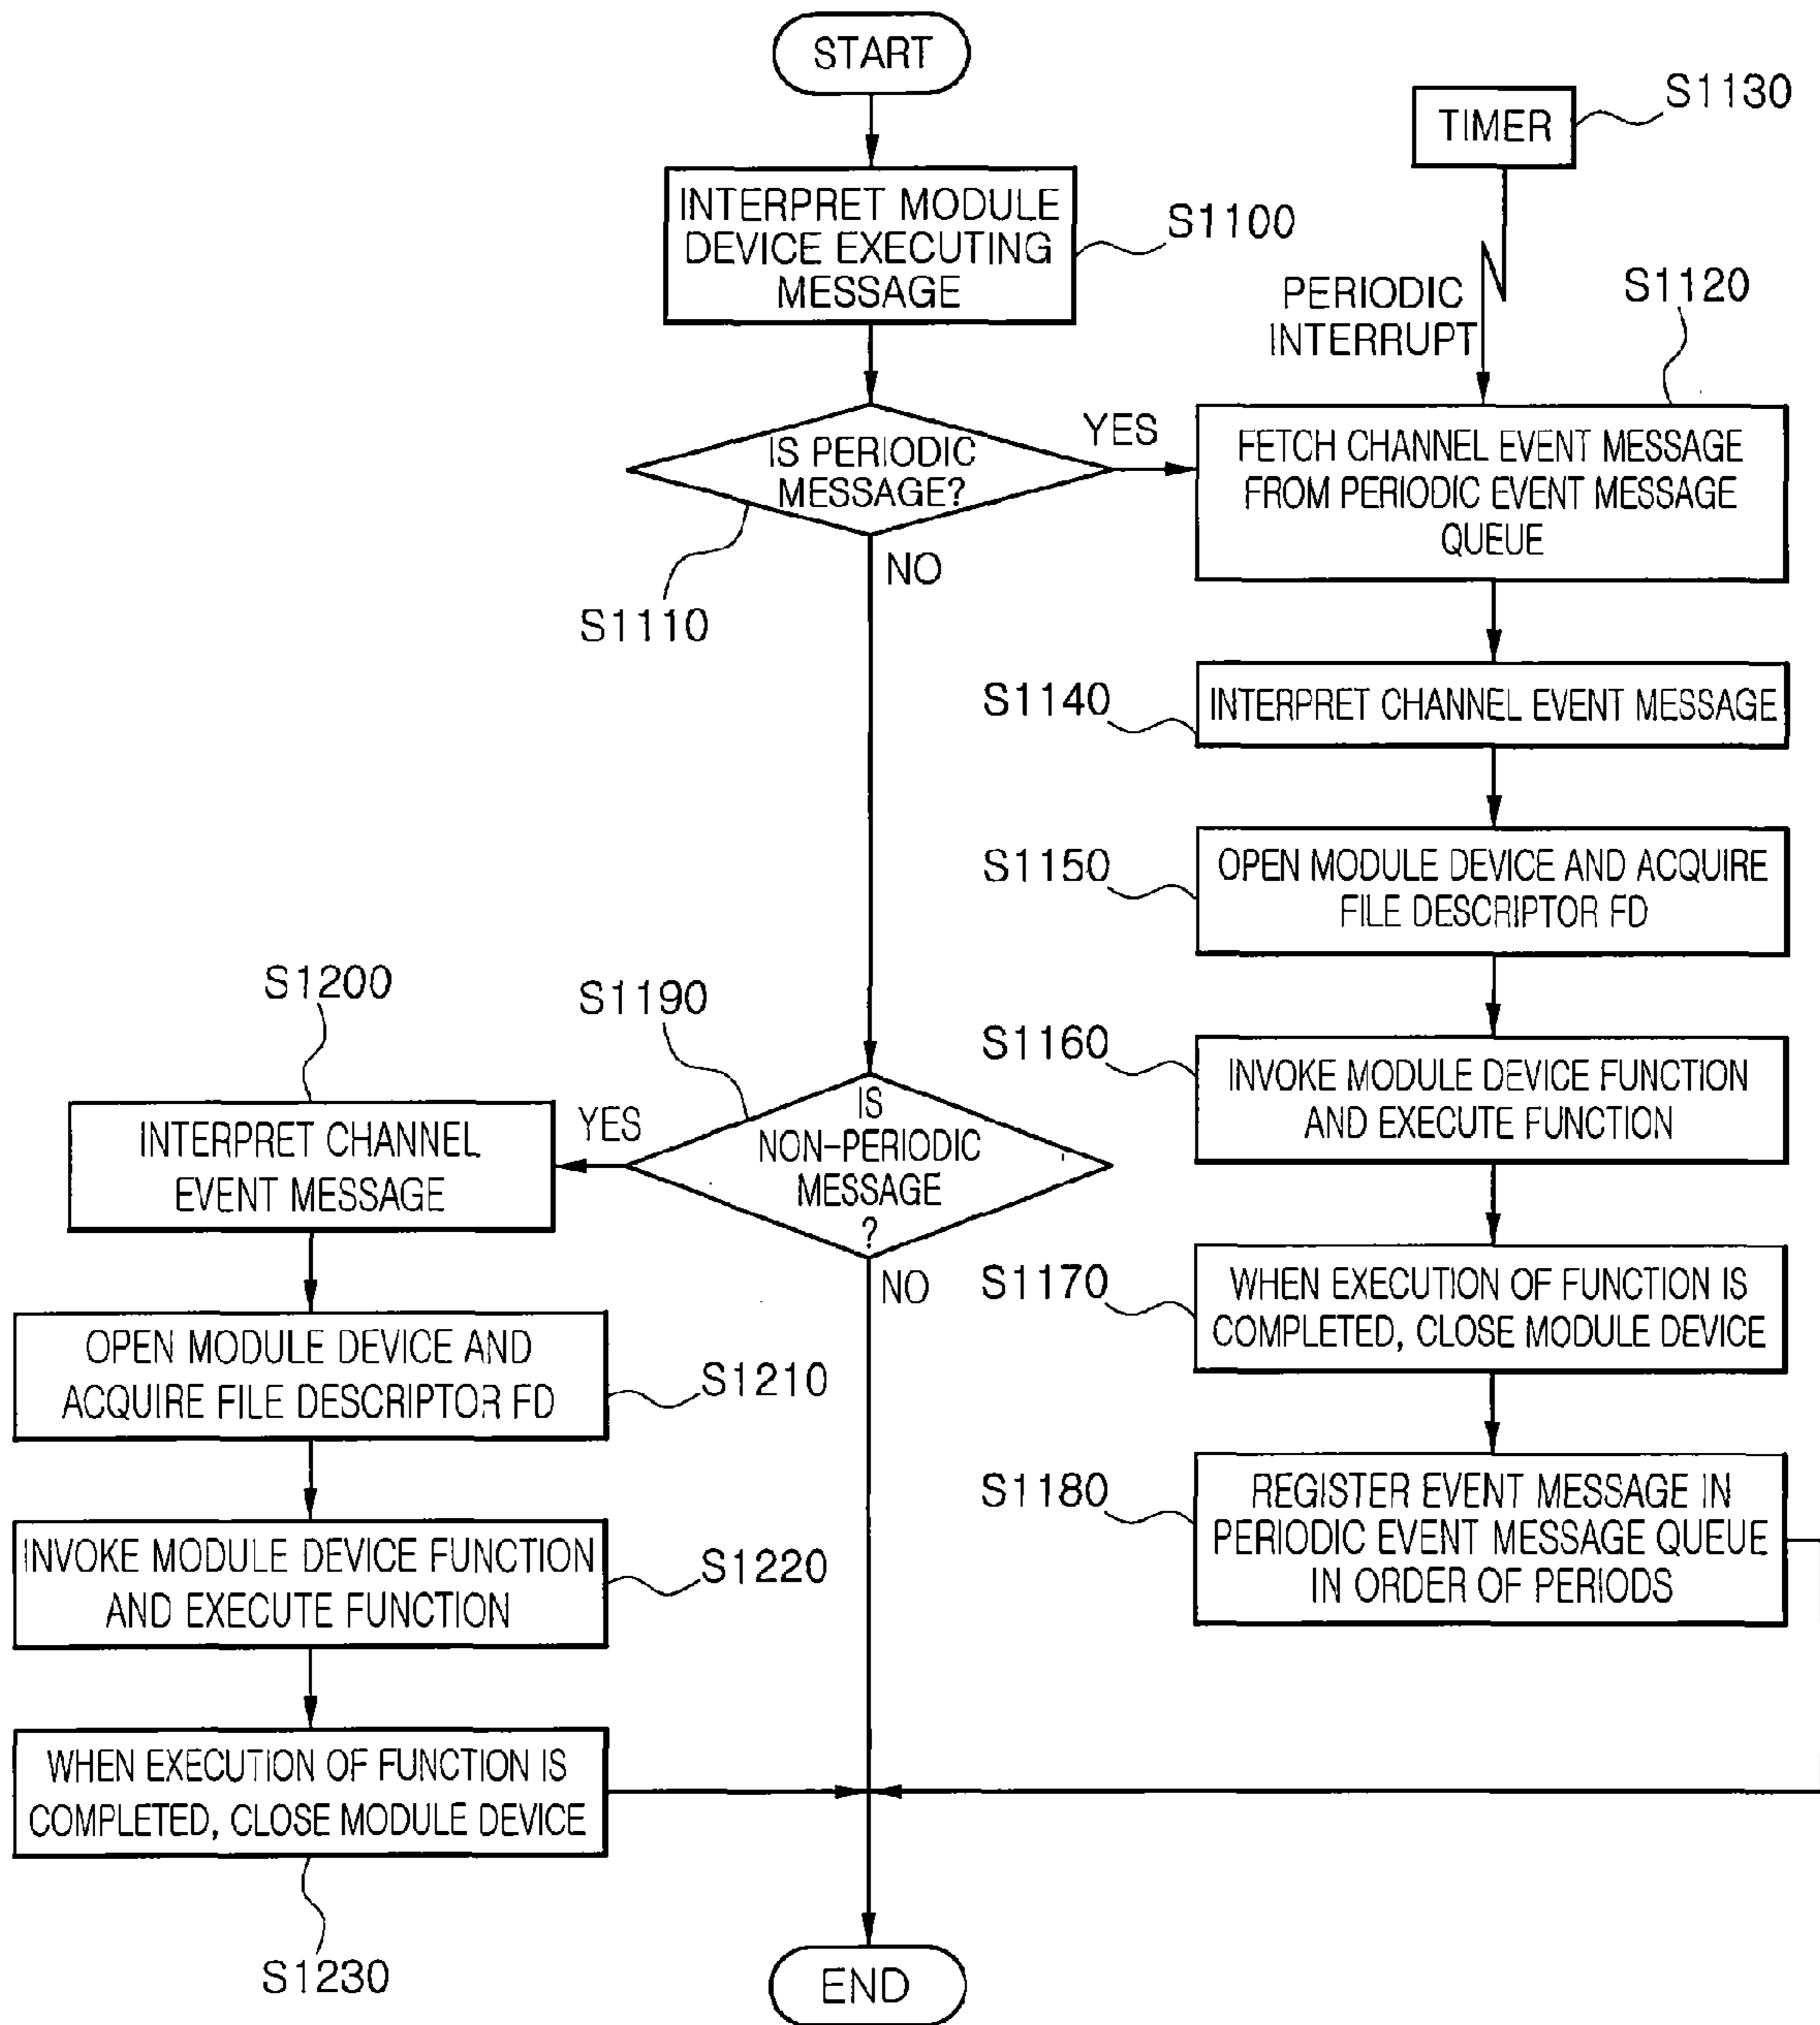 START
S1130
TIMER
INTERPRET MODULE
DEVICE EXECUTING
MESSAGE
S1100
PERIODIC
INTERRUPT
S1120
IS PERIODIC
MESSAGE?
YES
NO
S1110
FETCH CHANNEL EVENT MESSAGE
FROM PERIODIC EVENT MESSAGE
QUEUE
S1140
INTERPRET CHANNEL EVENT MESSAGE
S1150
OPEN MODULE DEVICE AND ACQUIRE
FILE DESCRIPTOR FD
S1160
INVOKE MODULE DEVICE FUNCTION
AND EXECUTE FUNCTION
S1170
WHEN EXECUTION OF FUNCTION IS
COMPLETED, CLOSE MODULE DEVICE
S1180
REGISTER EVENT MESSAGE IN
PERIODIC EVENT MESSAGE QUEUE
IN ORDER OF PERIODS
S1190
IS
NON-PERIODIC
MESSAGE
?
YES
NO
S1200
INTERPRET CHANNEL
EVENT MESSAGE
OPEN MODULE DEVICE AND
ACQUIRE FILE DESCRIPTOR FD
S1210
INVOKE MODULE DEVICE FUNCTION
AND EXECUTE FUNCTION
S1220
WHEN EXECUTION OF FUNCTION IS
COMPLETED, CLOSE MODULE DEVICE
S1230
END